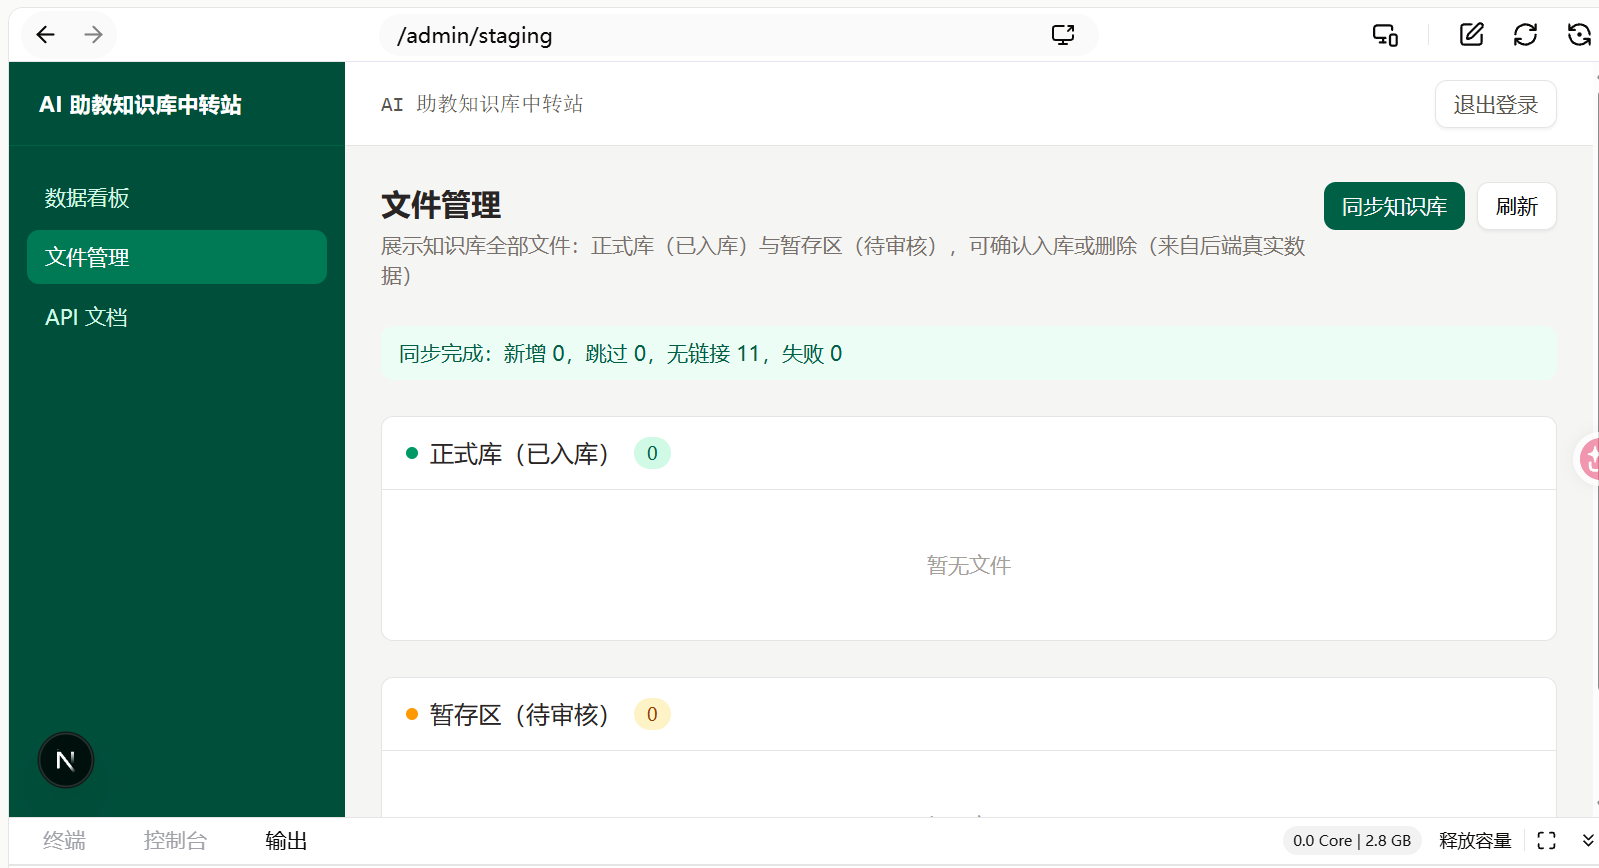 /admin/staging
AI 助教知识库中转站
AI 助教知识库中转站
退出登录
数据看板
文件管理
API 文档
文件管理
同步知识库
刷新
展示知识库全部文件：正式库（已入库）与暂存区（待审核），可确认入库或删除（来自后端真实数
据）
同步完成：新增 0，跳过 0，无链接 11，失败 0
正式库（已入库） 0
暂无文件
暂存区（待审核） 0
N
终端
控制台
输出
0.0 Core | 2.8 GB
释放容量